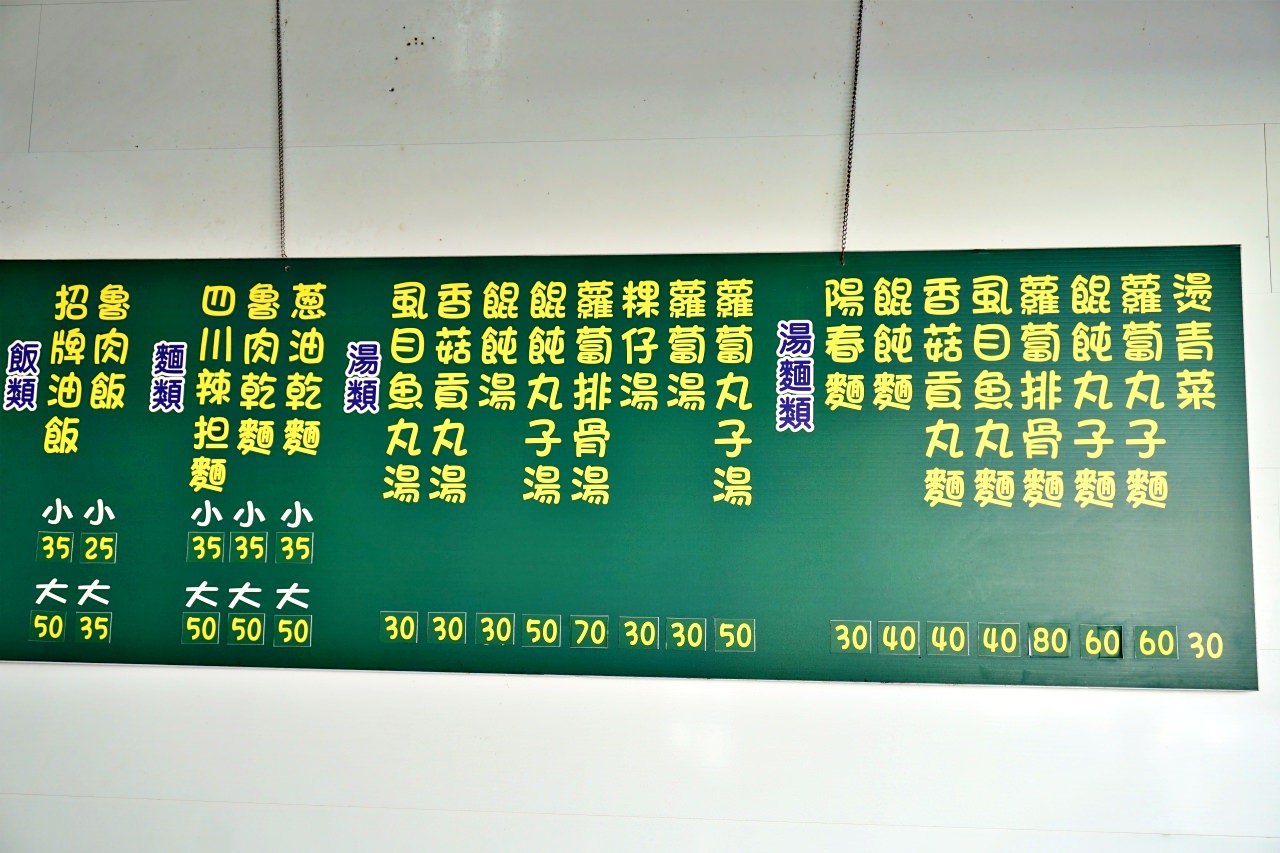 飯類
招牌油飯 小 35 大 50
魯肉飯 小 25 大 35
麵類
四川辣担麵 小 35 大 50
魯肉乾麵 小 35 大 50
蔥油乾麵 小 35 大 50
湯類
虱目魚丸湯 30
香菇貢丸湯 30
餛飩湯 30
餛飩丸子湯 50
蘿蔔排骨湯 70
粿仔湯 30
蘿蔔湯 30
蘿蔔丸子湯 50
湯麵類
陽春麵 30
餛飩麵 40
香菇貢丸麵 40
虱目魚丸麵 40
蘿蔔排骨麵 80
餛飩丸子麵 60
蘿蔔丸子麵 60
燙青菜 30